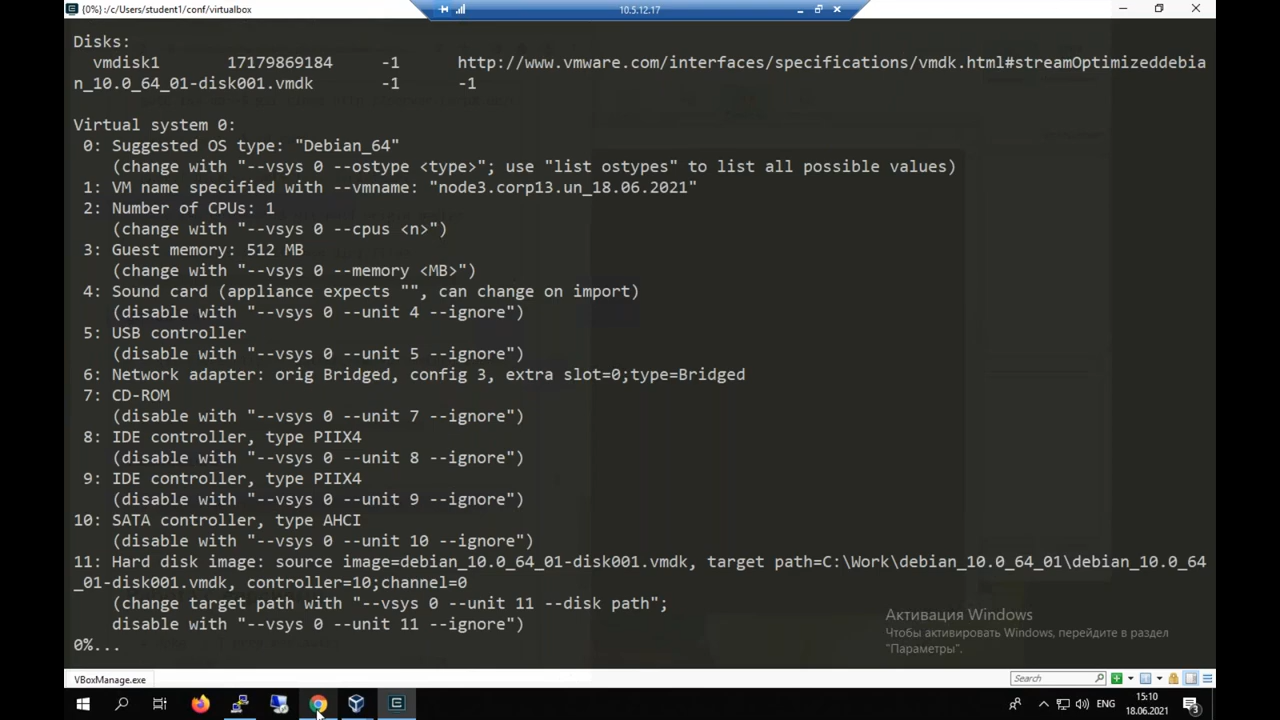 {0%}:/c/Users/student1/conf/virtualbox
10.5.12.17
Disks:
vmdisk1 17179869184 -1 http://www.vmware.com/interfaces/specifications/vmdk.html#streamOptimizeddebia
n_10.0_64_01-disk001.vmdk -1 -1
Virtual system 0:
0: Suggested OS type: "Debian_64"
(change with "--vsys 0 --ostype <type>"; use "list ostypes" to list all possible values)
1: VM name specified with --vmname: "node3.corp13.un_18.06.2021"
2: Number of CPUs: 1
(change with "--vsys 0 --cpus <n>")
3: Guest memory: 512 MB
(change with "--vsys 0 --memory <MB>")
4: Sound card (appliance expects "", can change on import)
(disable with "--vsys 0 --unit 4 --ignore")
5: USB controller
(disable with "--vsys 0 --unit 5 --ignore")
6: Network adapter: orig Bridged, config 3, extra slot=0;type=Bridged
7: CD-ROM
(disable with "--vsys 0 --unit 7 --ignore")
8: IDE controller, type PIIX4
(disable with "--vsys 0 --unit 8 --ignore")
9: IDE controller, type PIIX4
(disable with "--vsys 0 --unit 9 --ignore")
10: SATA controller, type AHCI
(disable with "--vsys 0 --unit 10 --ignore")
11: Hard disk image: source image=debian_10.0_64_01-disk001.vmdk, target path=C:\Work\debian_10.0_64_01\debian_10.0_64
_01-disk001.vmdk, controller=10;channel=0
(change target path with "--vsys 0 --unit 11 --disk path";
disable with "--vsys 0 --unit 11 --ignore")
0%...
Активация Windows
Чтобы активировать Windows, перейдите в раздел
"Параметры".
VBoxManage.exe
Search
ENG
15:10
18.06.2021
3